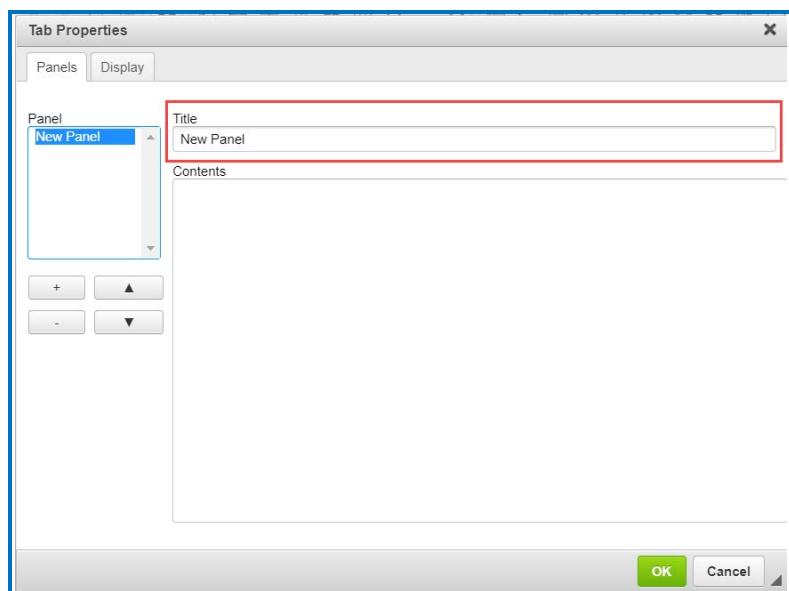 Tab Properties
Panels Display
Panel
New Panel
Title
New Panel
Contents
+
-
OK Cancel